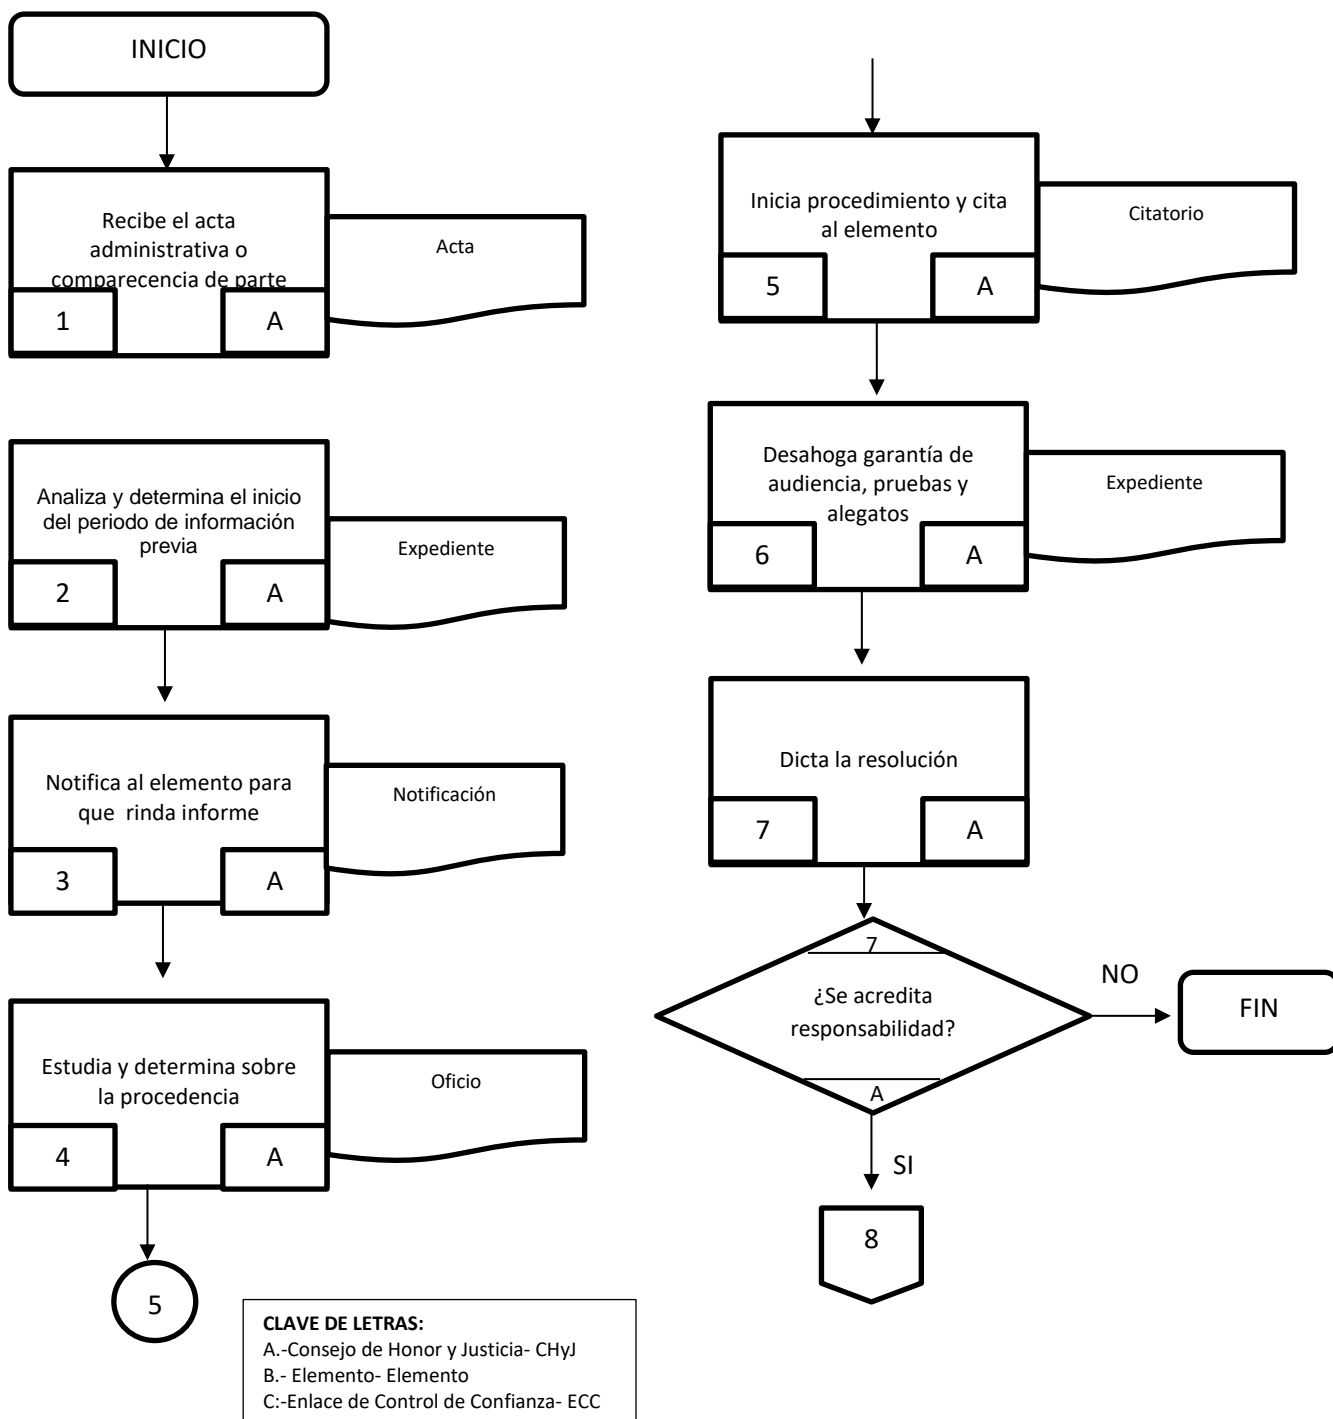 INICIO
Recibe el acta
administrativa o
comparecencia de parte
1
A
Acta
Analiza y determina el inicio
del periodo de información
previa
2
A
Expediente
Notifica al elemento para
que rinda informe
3
A
Notificación
Estudia y determina sobre
la procedencia
4
A
Oficio
5
Inicia procedimiento y cita
al elemento
5
A
Citatorio
Desahoga garantía de
audiencia, pruebas y
alegatos
6
A
Expediente
Dicta la resolución
7
A
7
¿Se acredita
responsabilidad?
A
NO
FIN
SI
8
CLAVE DE LETRAS:
A.-Consejo de Honor y Justicia- CHyJ
B.- Elemento- Elemento
C:-Enlace de Control de Confianza- ECC